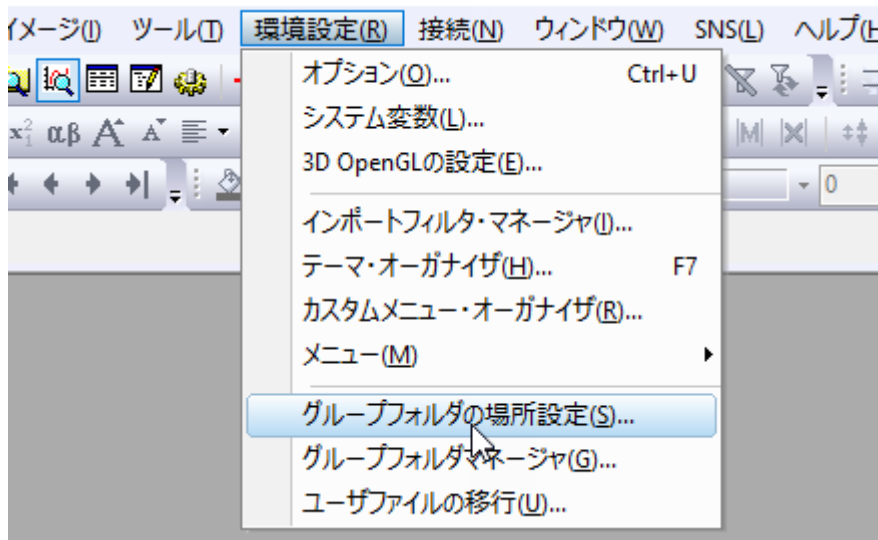 イメージ(I) ツール(T) 環境設定(R) 接続(N) ウィンドウ(W) SNS(L) ヘルプ(H
オプション(O)... Ctrl+U
システム変数(L)...
3D OpenGLの設定(E)...
インポートフィルタ・マネージャ(I)...
テーマ・オーガナイザ(H)... F7
カスタムメニュー・オーガナイザ(R)...
メニュー(M)
グループフォルダの場所設定(S)...
グループフォルダマネージャ(G)...
ユーザファイルの移行(U)...
αβ A A
0